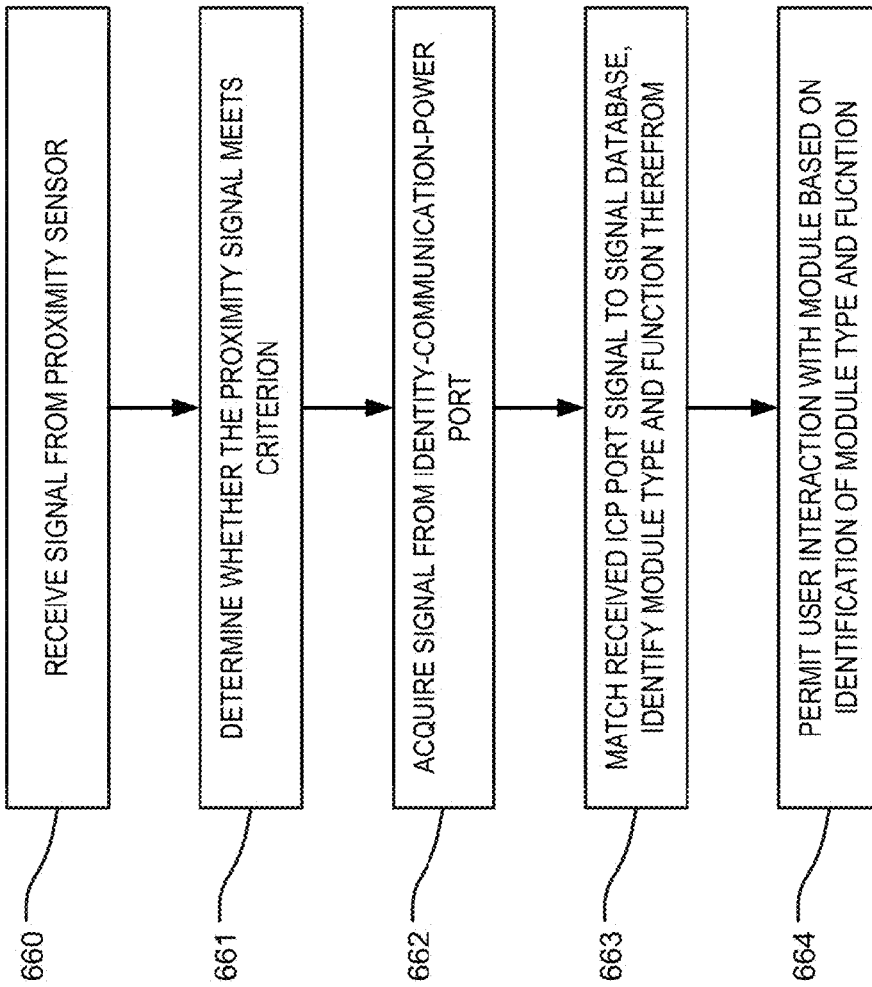 660
RECEIVE SIGNAL FROM PROXIMITY SENSOR
661
DETERMINE WHETHER THE PROXIMITY SIGNAL MEETS
CRITERION
662
ACQUIRE SIGNAL FROM IDENTITY-COMMUNICATION-POWER
PORT
663
MATCH RECEIVED ICP PORT SIGNAL TO SIGNAL DATABASE,
IDENTIFY MODULE TYPE AND FUNCTION THEREFROM
664
PERMIT USER INTERACTION WITH MODULE BASED ON
IDENTIFICATION OF MODULE TYPE AND FUCNTION